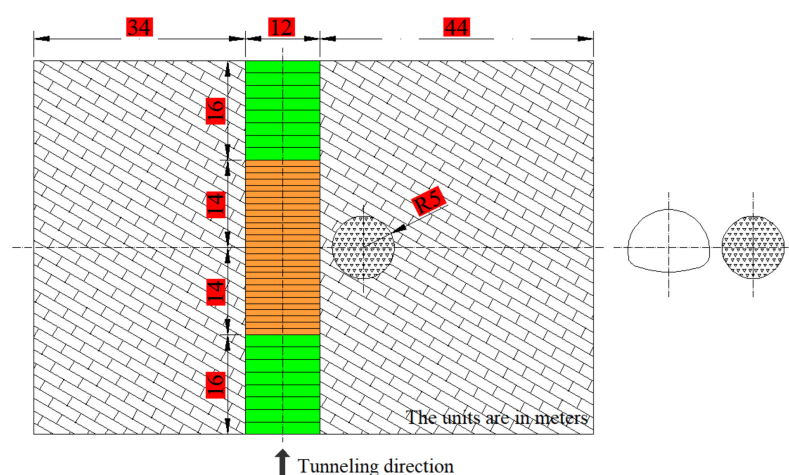 34
12
44
16
14
R5
14
16
The units are in meters
Tunneling direction